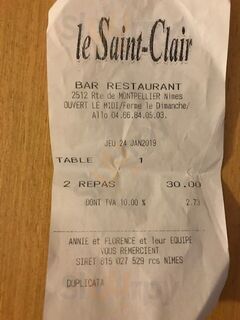 le Saint-Clair
BAR RESTAURANT
2512 Rte de MONTPELLIER Nimes
OUVERT LE MIDI/Ferme le Dimanche/
Allo 04.66.84.05.03.
JEU 24 JAN2019
TABLE 1
2 REPAS 30.00
DONT TVA 10.00 % 2.73
ANNIE et FLORENCE et leur EQUIPE
VOUS REMERCIENT
SIRET 815 027 529 rcs NIMES
DUPLICATA